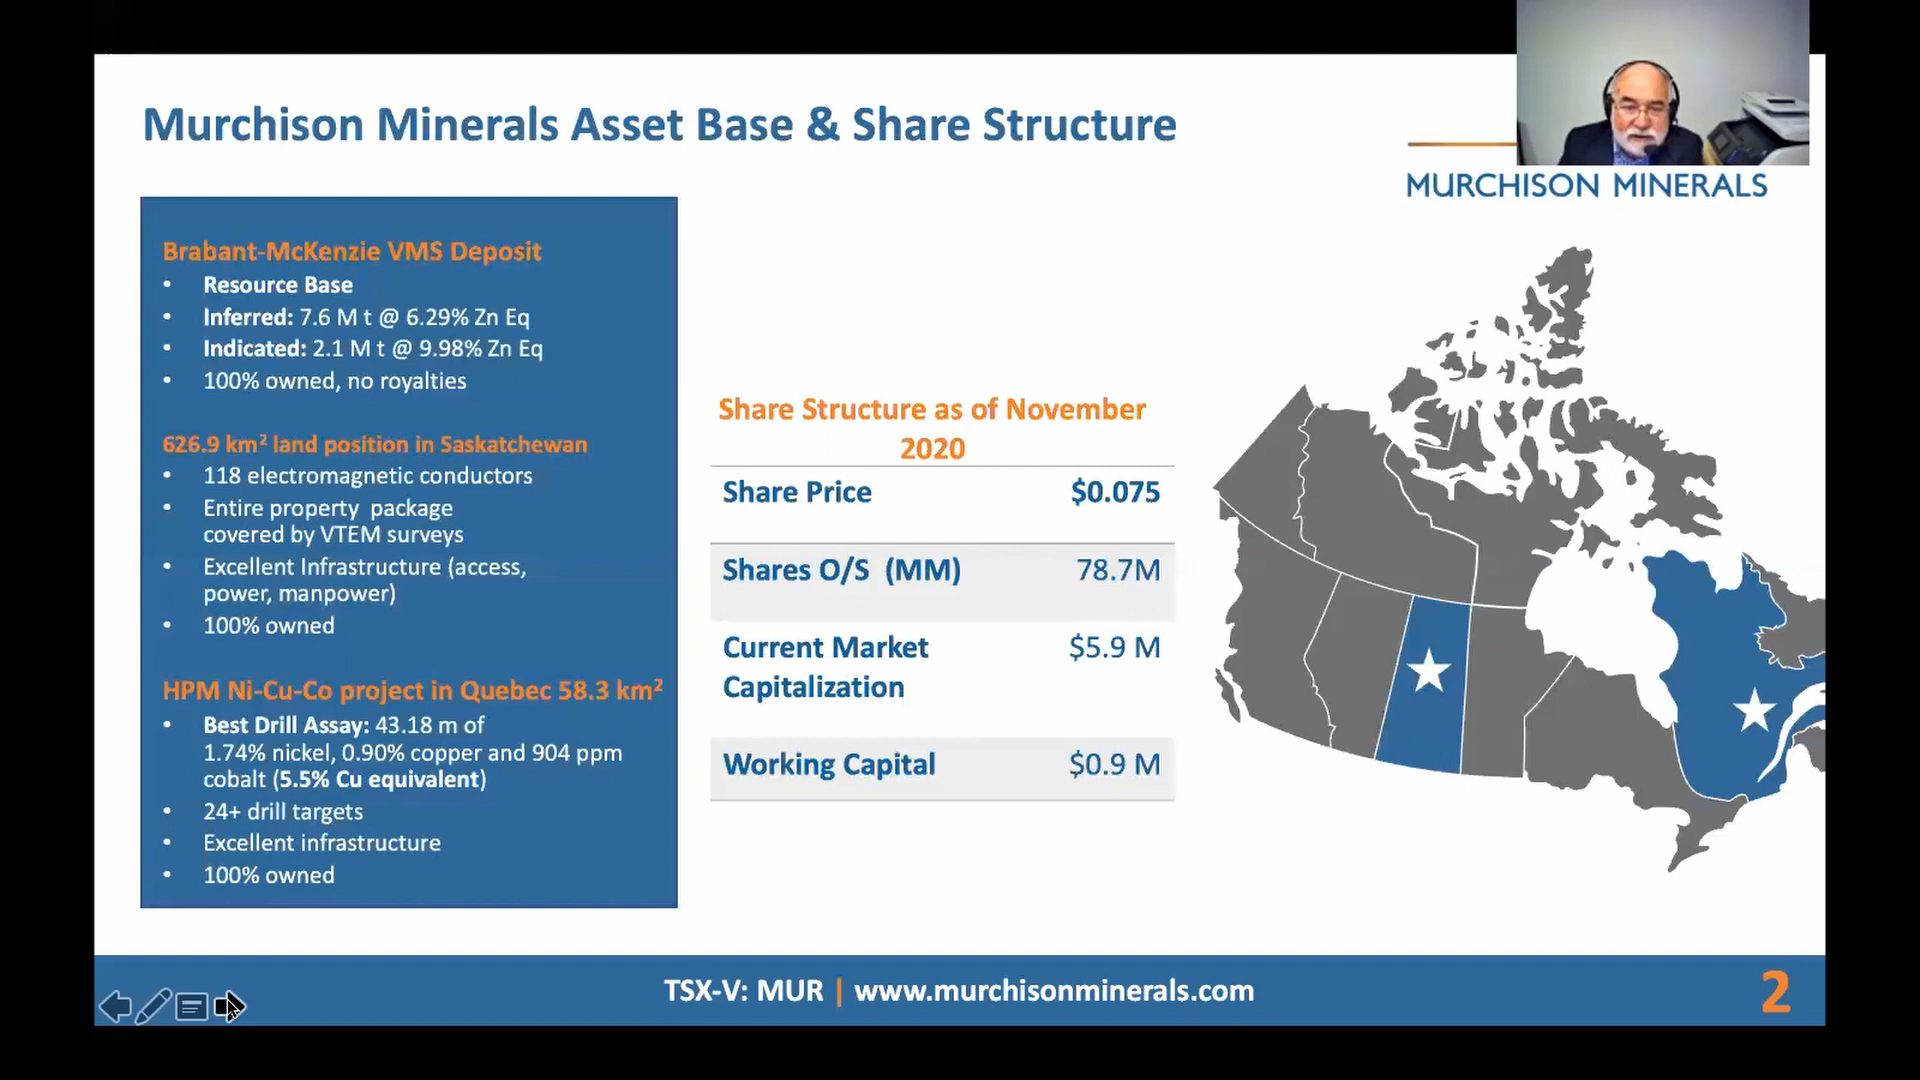 Murchison Minerals Asset Base & Share Structure
MURCHISON MINERALS
Brabant-McKenzie VMS Deposit
• Resource Base
• Inferred: 7.6 M t @ 6.29% Zn Eq
• Indicated: 2.1 M t @ 9.98% Zn Eq
• 100% owned, no royalties
626.9 km² land position in Saskatchewan
• 118 electromagnetic conductors
• Entire property package
covered by VTEM surveys
• Excellent Infrastructure (access,
power, manpower)
• 100% owned
HPM Ni-Cu-Co project in Quebec 58.3 km²
• Best Drill Assay: 43.18 m of
1.74% nickel, 0.90% copper and 904 ppm
cobalt (5.5% Cu equivalent)
• 24+ drill targets
• Excellent infrastructure
• 100% owned
Share Structure as of November
2020
Share Price $0.075
Shares O/S (MM) 78.7M
Current Market $5.9 M
Capitalization
Working Capital $0.9 M
TSX-V: MUR | www.murchisonminerals.com
2